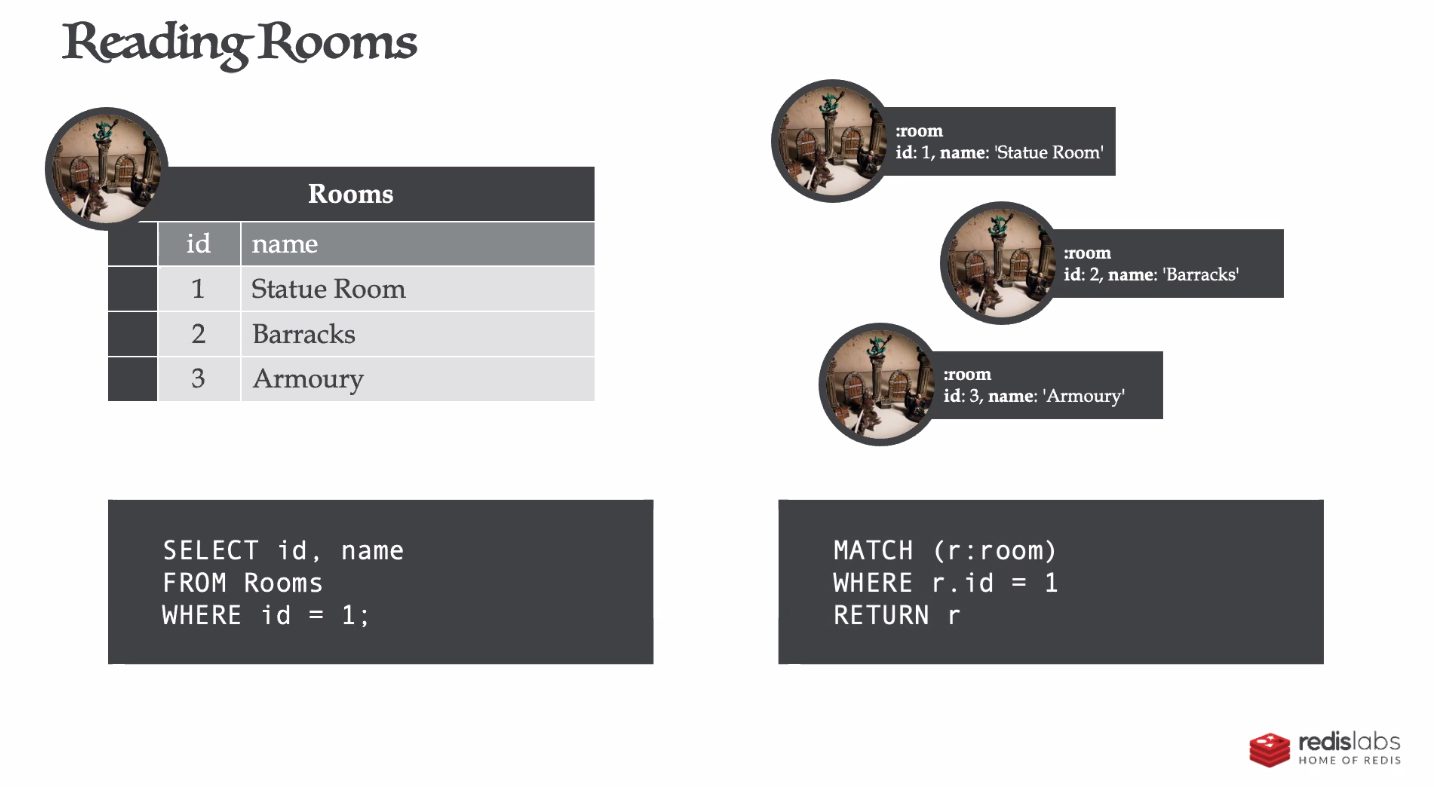 Reading Rooms
Rooms
id name
1 Statue Room
2 Barracks
3 Armoury
:room
id: 1, name: 'Statue Room'
:room
id: 2, name: 'Barracks'
:room
id: 3, name: 'Armoury'
SELECT id, name
FROM Rooms
WHERE id = 1;
MATCH (r:room)
WHERE r.id = 1
RETURN r
redislabs
HOME OF REDIS